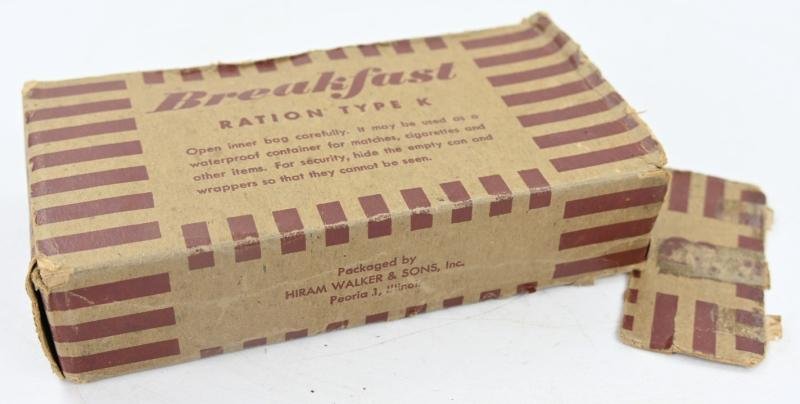 Breakfast
RATION TYPE K
Open inner bag carefully. It may be used as a
waterproof container for matches, cigarettes and
other items. For security, hide the empty can and
wrappers so that they cannot be seen.
Packaged by
HIRAM WALKER & SONS, Inc.
Peoria 1, Illinois